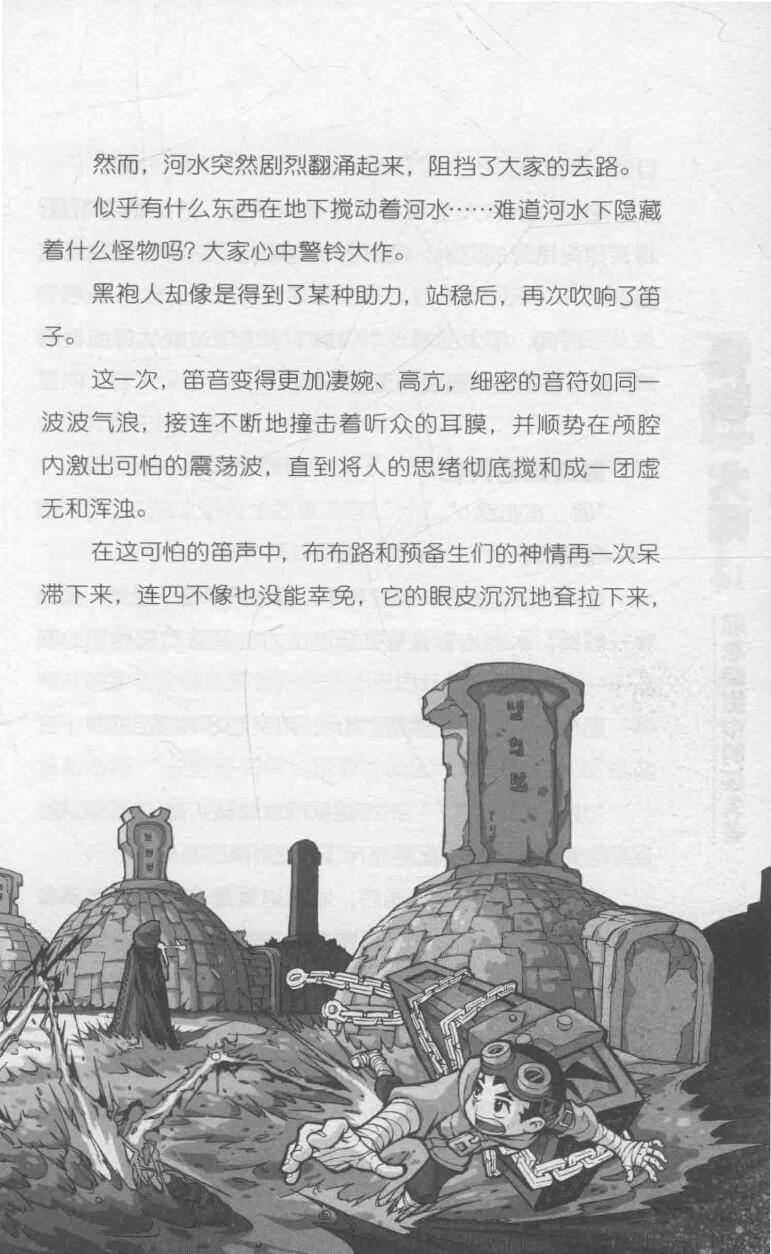 然而，河水突然剧烈翻涌起来，阻挡了大家的去路。
似乎有什么东西在地下搅动着河水……难道河水下隐藏
着什么怪物吗？大家心中警铃大作。
黑袍人却像是得到了某种助力，站稳后，再次吹响了笛
子。
这一次，笛音变得更加凄婉、高亢，细密的音符如同一
波波气浪，接连不断地撞击着听众的耳膜，并顺势在颅腔
内激出可怕的震荡波，直到将人的思绪彻底搅和成一团虚
无和浑浊。
在这可怕的笛声中，布布路和预备生们的神情再一次呆
滞下来，连四不像也没能幸免，它的眼皮沉沉地耷拉下来，